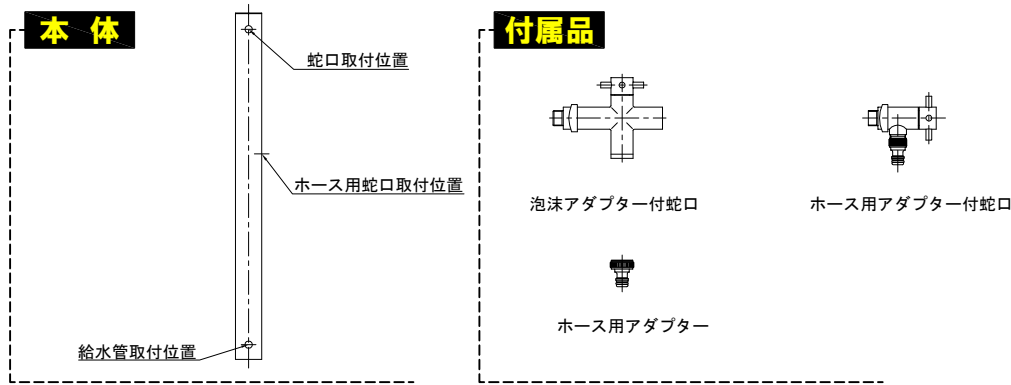 本体
蛇口取付位置
ホース用蛇口取付位置
給水管取付位置
付属品
泡沫アダプター付蛇口
ホース用アダプター付蛇口
ホース用アダプター